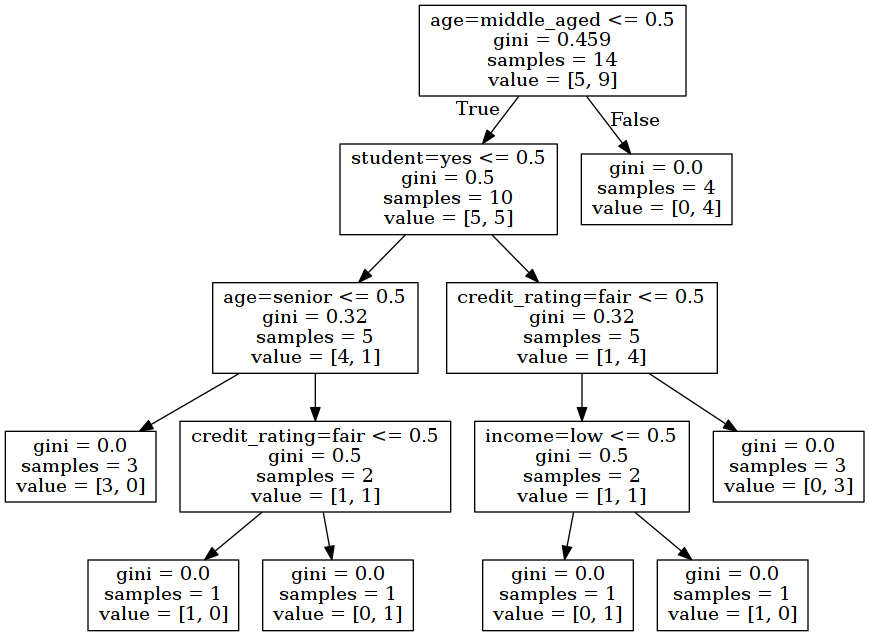 age=middle_aged <= 0.5
gini = 0.459
samples = 14
value = [5, 9]
True
False
student=yes <= 0.5
gini = 0.5
samples = 10
value = [5, 5]
gini = 0.0
samples = 4
value = [0, 4]
age=senior <= 0.5
gini = 0.32
samples = 5
value = [4, 1]
credit_rating=fair <= 0.5
gini = 0.32
samples = 5
value = [1, 4]
gini = 0.0
samples = 3
value = [3, 0]
credit_rating=fair <= 0.5
gini = 0.5
samples = 2
value = [1, 1]
income=low <= 0.5
gini = 0.5
samples = 2
value = [1, 1]
gini = 0.0
samples = 3
value = [0, 3]
gini = 0.0
samples = 1
value = [1, 0]
gini = 0.0
samples = 1
value = [0, 1]
gini = 0.0
samples = 1
value = [0, 1]
gini = 0.0
samples = 1
value = [1, 0]